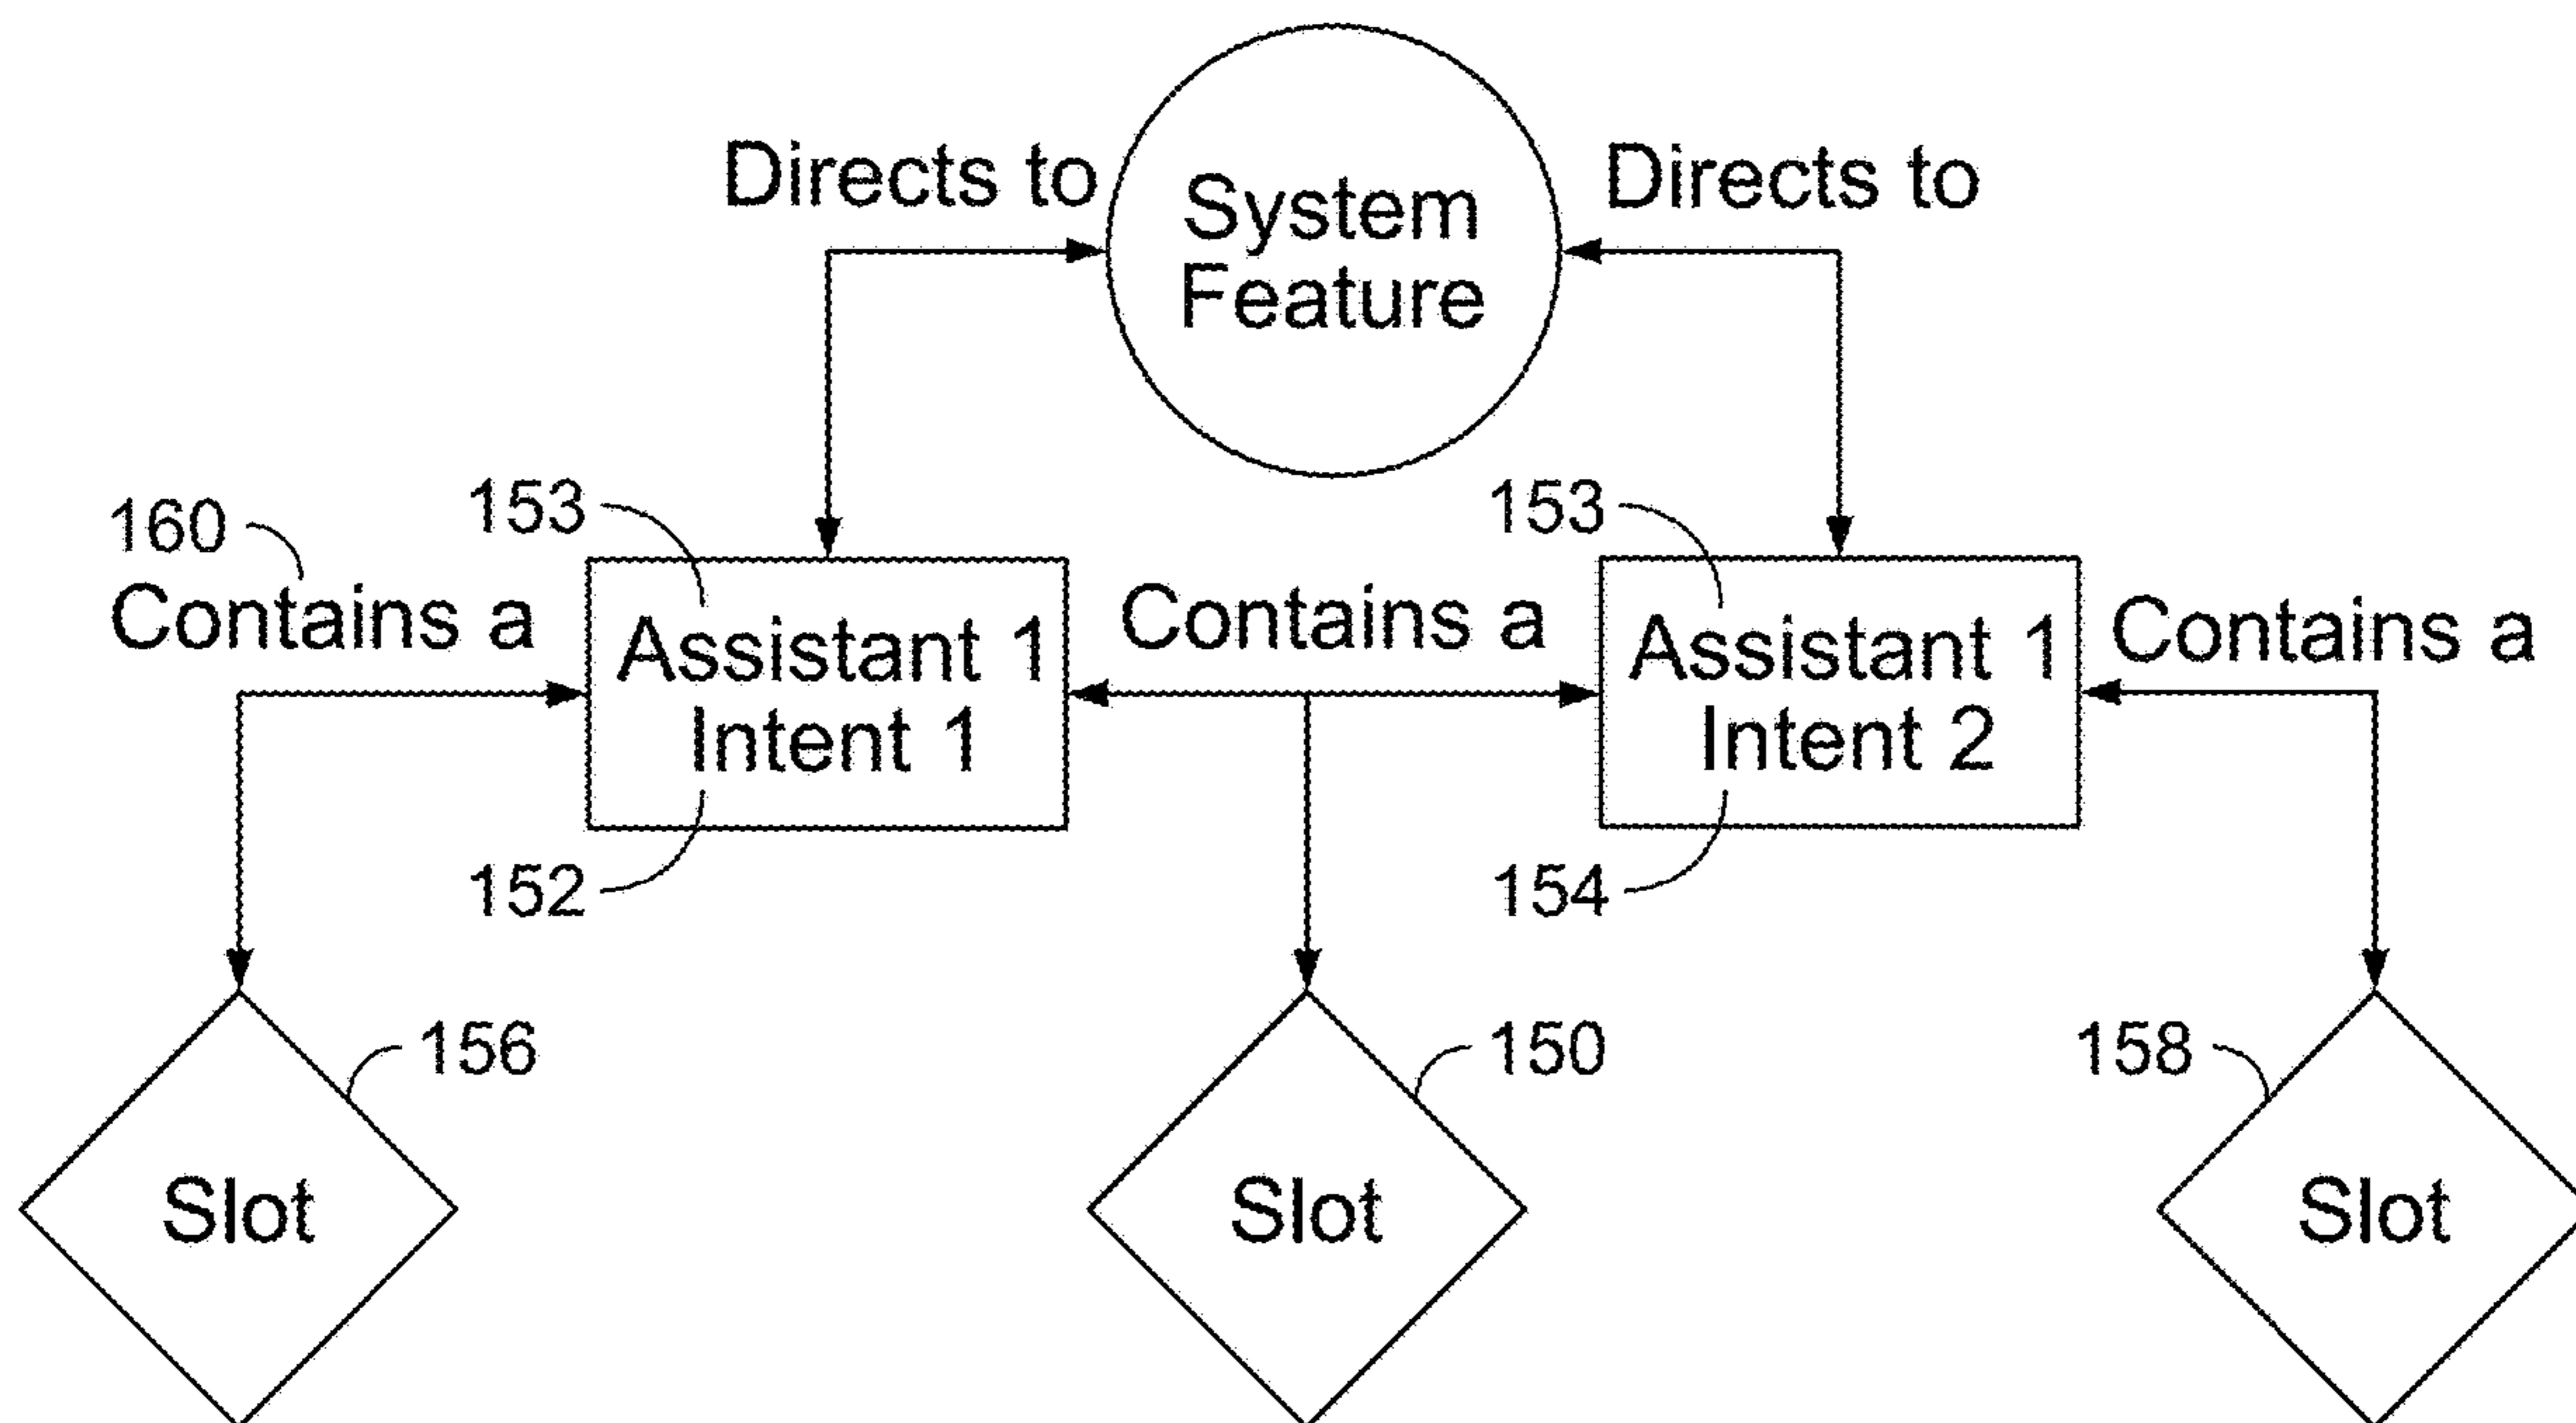 Directs to
System
Feature
Directs to
160
153
153
Contains a
Assistant 1
Intent 1
Contains a
Assistant 1
Intent 2
Contains a
152
154
156
150
158
Slot
Slot
Slot